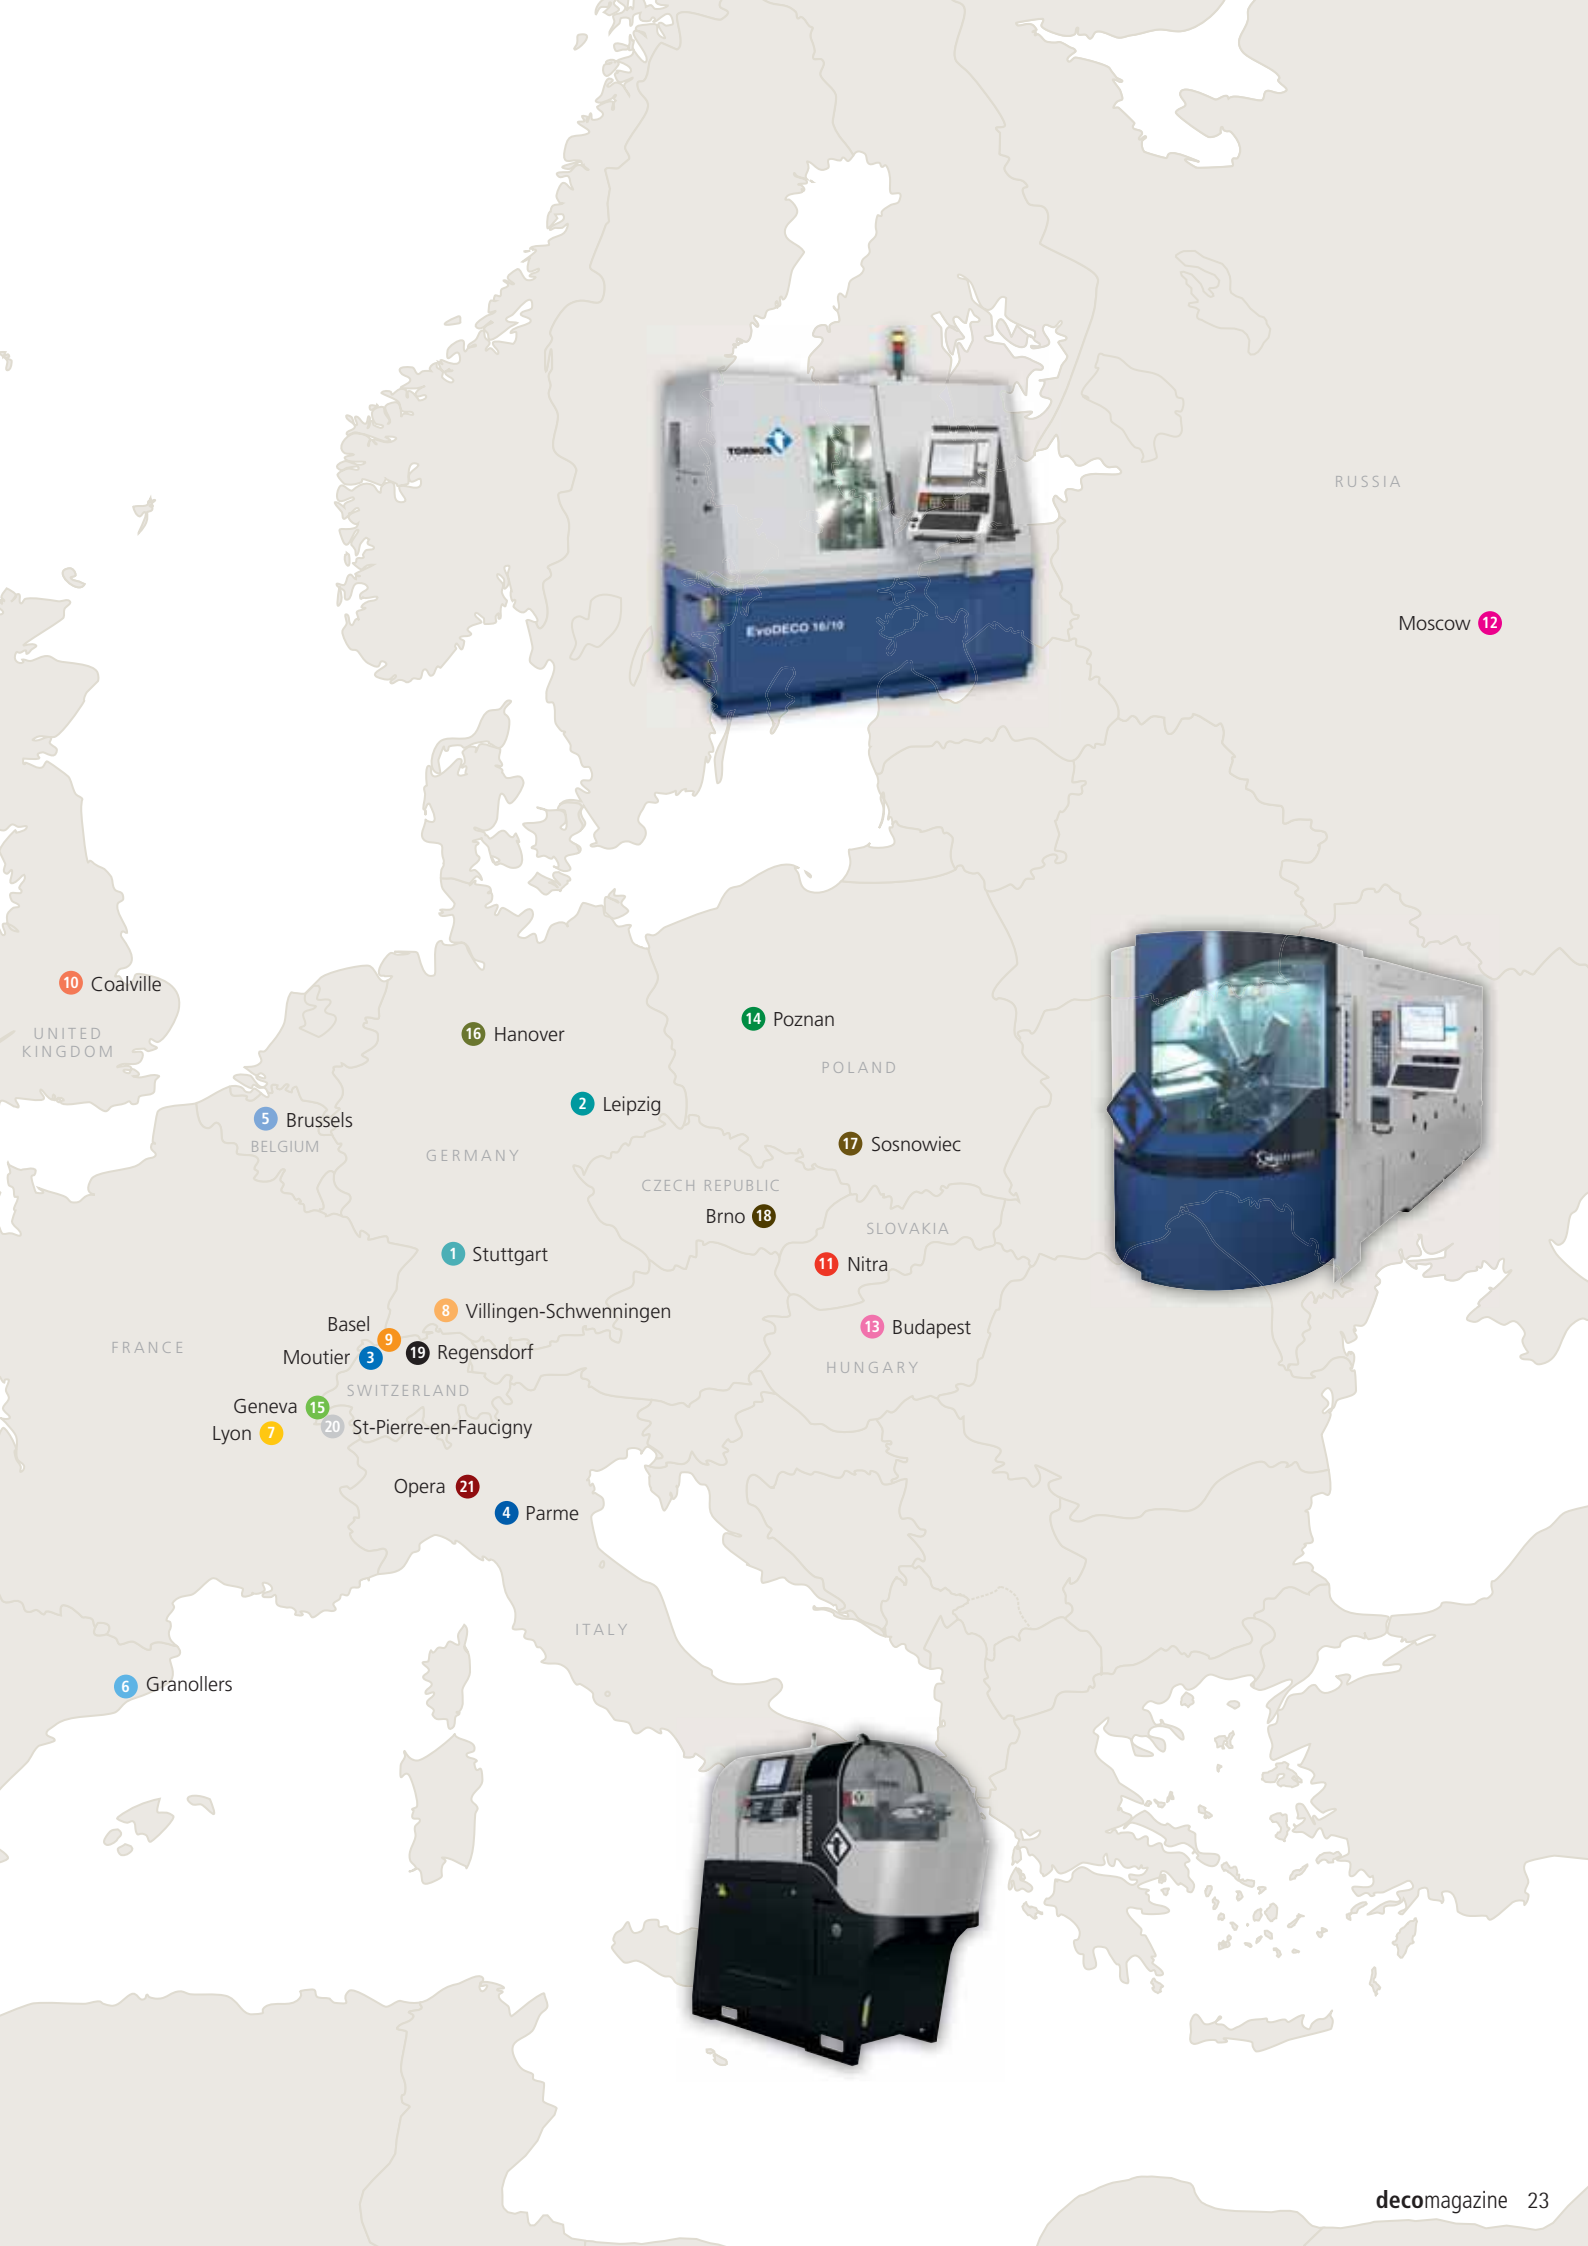 TORNOS
EvoDECO 16/10
RUSSIA
Moscow 12
10 Coalville
UNITED
KINGDOM
16 Hanover
14 Poznan
POLAND
2 Leipzig
5 Brussels
BELGIUM
GERMANY
17 Sosnowiec
CZECH REPUBLIC
Brno 18
SLOVAKIA
1 Stuttgart
11 Nitra
8 Villingen-Schwenningen
Basel 9
13 Budapest
FRANCE
Moutier 3
19 Regensdorf
HUNGARY
SWITZERLAND
Geneva 15
20 St-Pierre-en-Faucigny
Lyon 7
Opera 21
4 Parme
ITALY
6 Granollers
SwissNano
decomagazine 23